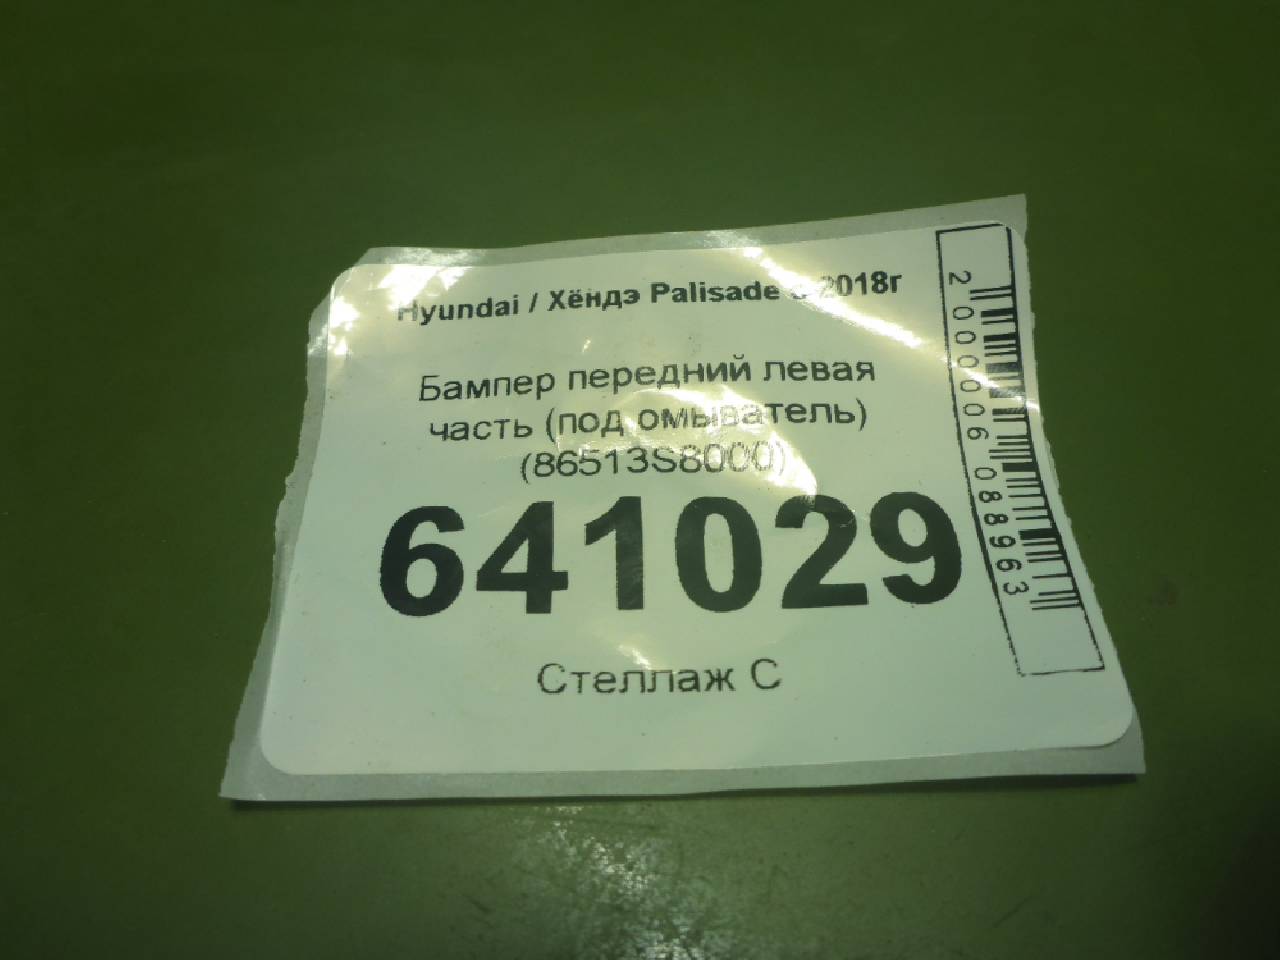 Hyundai / Хёндэ Palisade с 2018г
Бампер передний левая
часть (под омыватель)
(86513S8000)
641029
Стеллаж С
2000006088963